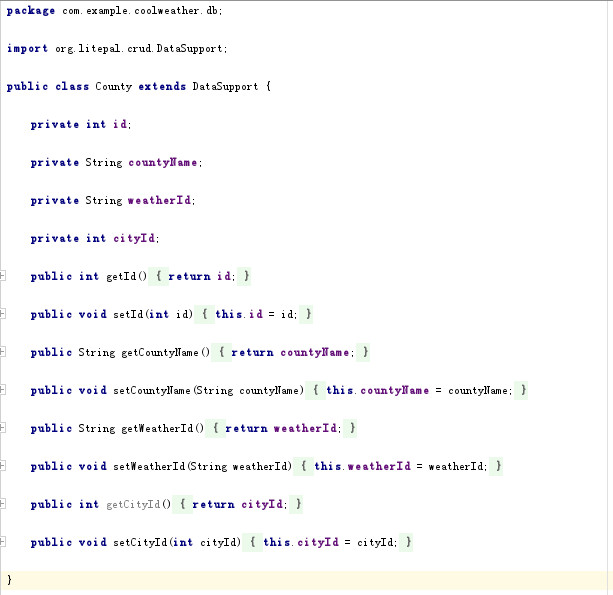 package com.example.coolweather.db;
import org.litepal.crud.DataSupport;
public class County extends DataSupport {
private int id;
private String countyName;
private String weatherId;
private int cityId;
public int getId() { return id; }
public void setId(int id) { this.id = id; }
public String getCountyName() { return countyName; }
public void setCountyName(String countyName) { this.countyName = countyName; }
public String getWeatherId() { return weatherId; }
public void setWeatherId(String weatherId) { this.weatherId = weatherId; }
public int getCityId() { return cityId; }
public void setCityId(int cityId) { this.cityId = cityId; }
}